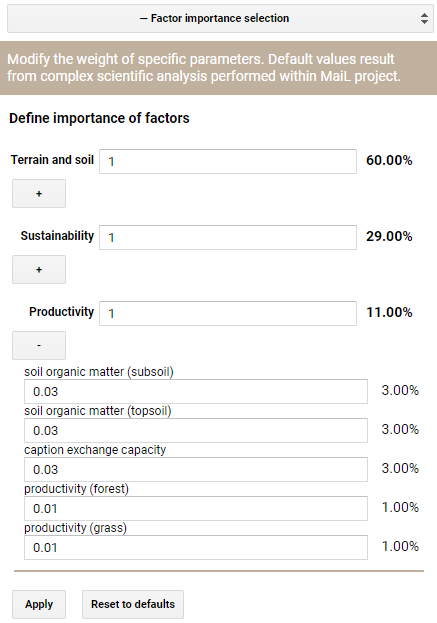 — Factor importance selection
Modify the weight of specific parameters. Default values result
from complex scientific analysis performed within MaiL project.
Define importance of factors
Terrain and soil 1 60.00%
+
Sustainability 1 29.00%
+
Productivity 1 11.00%
-
soil organic matter (subsoil)
0.03 3.00%
soil organic matter (topsoil)
0.03 3.00%
caption exchange capacity
0.03 3.00%
productivity (forest)
0.01 1.00%
productivity (grass)
0.01 1.00%
Apply Reset to defaults